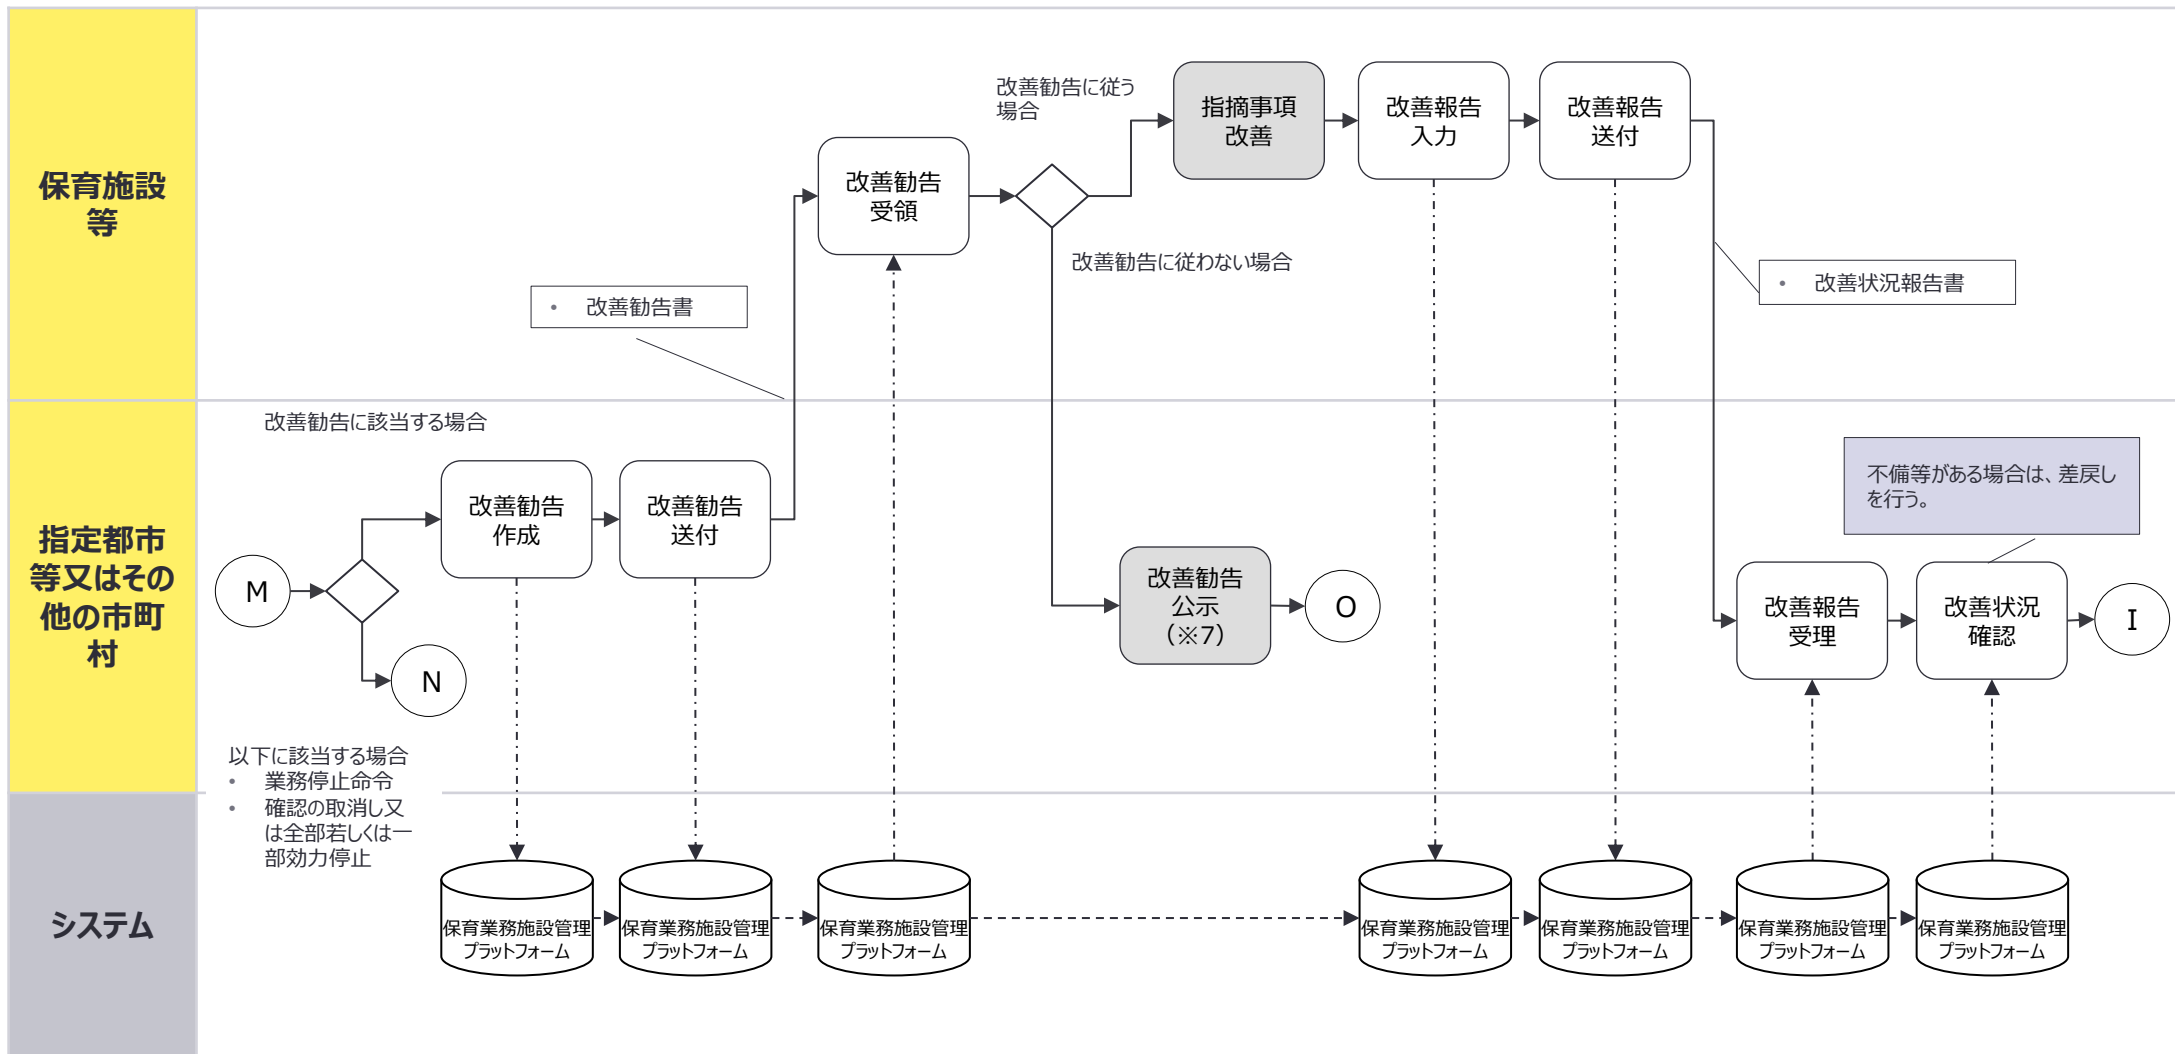 保育施設
等
改善勧告に従う
場合
指摘事項
改善
改善報告
入力
改善報告
送付
改善勧告
受領
改善勧告に従わない場合
• 改善勧告書
• 改善状況報告書
指定都市
等又はその
他の市町
村
改善勧告に該当する場合
M
N
改善勧告
作成
改善勧告
送付
改善勧告
公示
（※7）
O
不備等がある場合は、差戻し
を行う。
改善報告
受理
改善状況
確認
I
以下に該当する場合
• 業務停止命令
• 確認の取消し又
は全部若しくは一
部効力停止
システム
保育業務施設管理
プラットフォーム
保育業務施設管理
プラットフォーム
保育業務施設管理
プラットフォーム
保育業務施設管理
プラットフォーム
保育業務施設管理
プラットフォーム
保育業務施設管理
プラットフォーム
保育業務施設管理
プラットフォーム